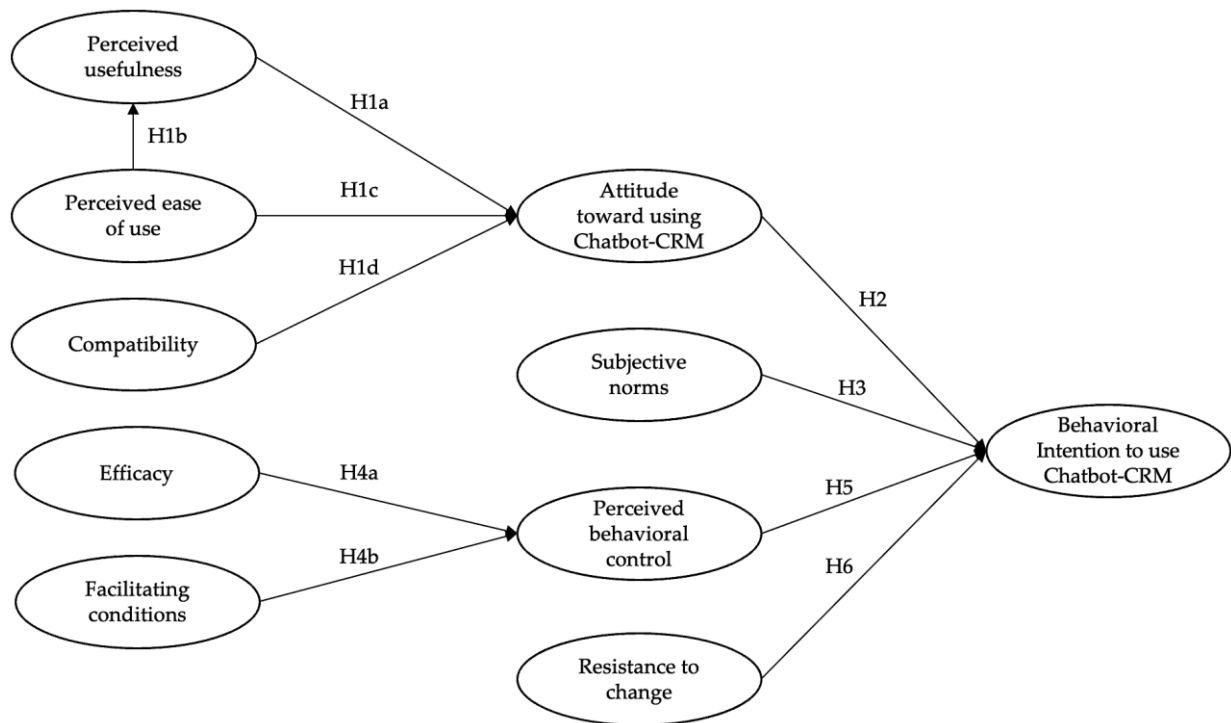 Perceived
usefulness
H1a
H1b
Perceived ease
of use
H1c
Attitude
toward using
Chatbot-CRM
H1d
Compatibility
H2
Subjective
norms
H3
Behavioral
Intention to use
Chatbot-CRM
Efficacy
H4a
H5
Perceived
behavioral
control
H4b
Facilitating
conditions
H6
Resistance to
change